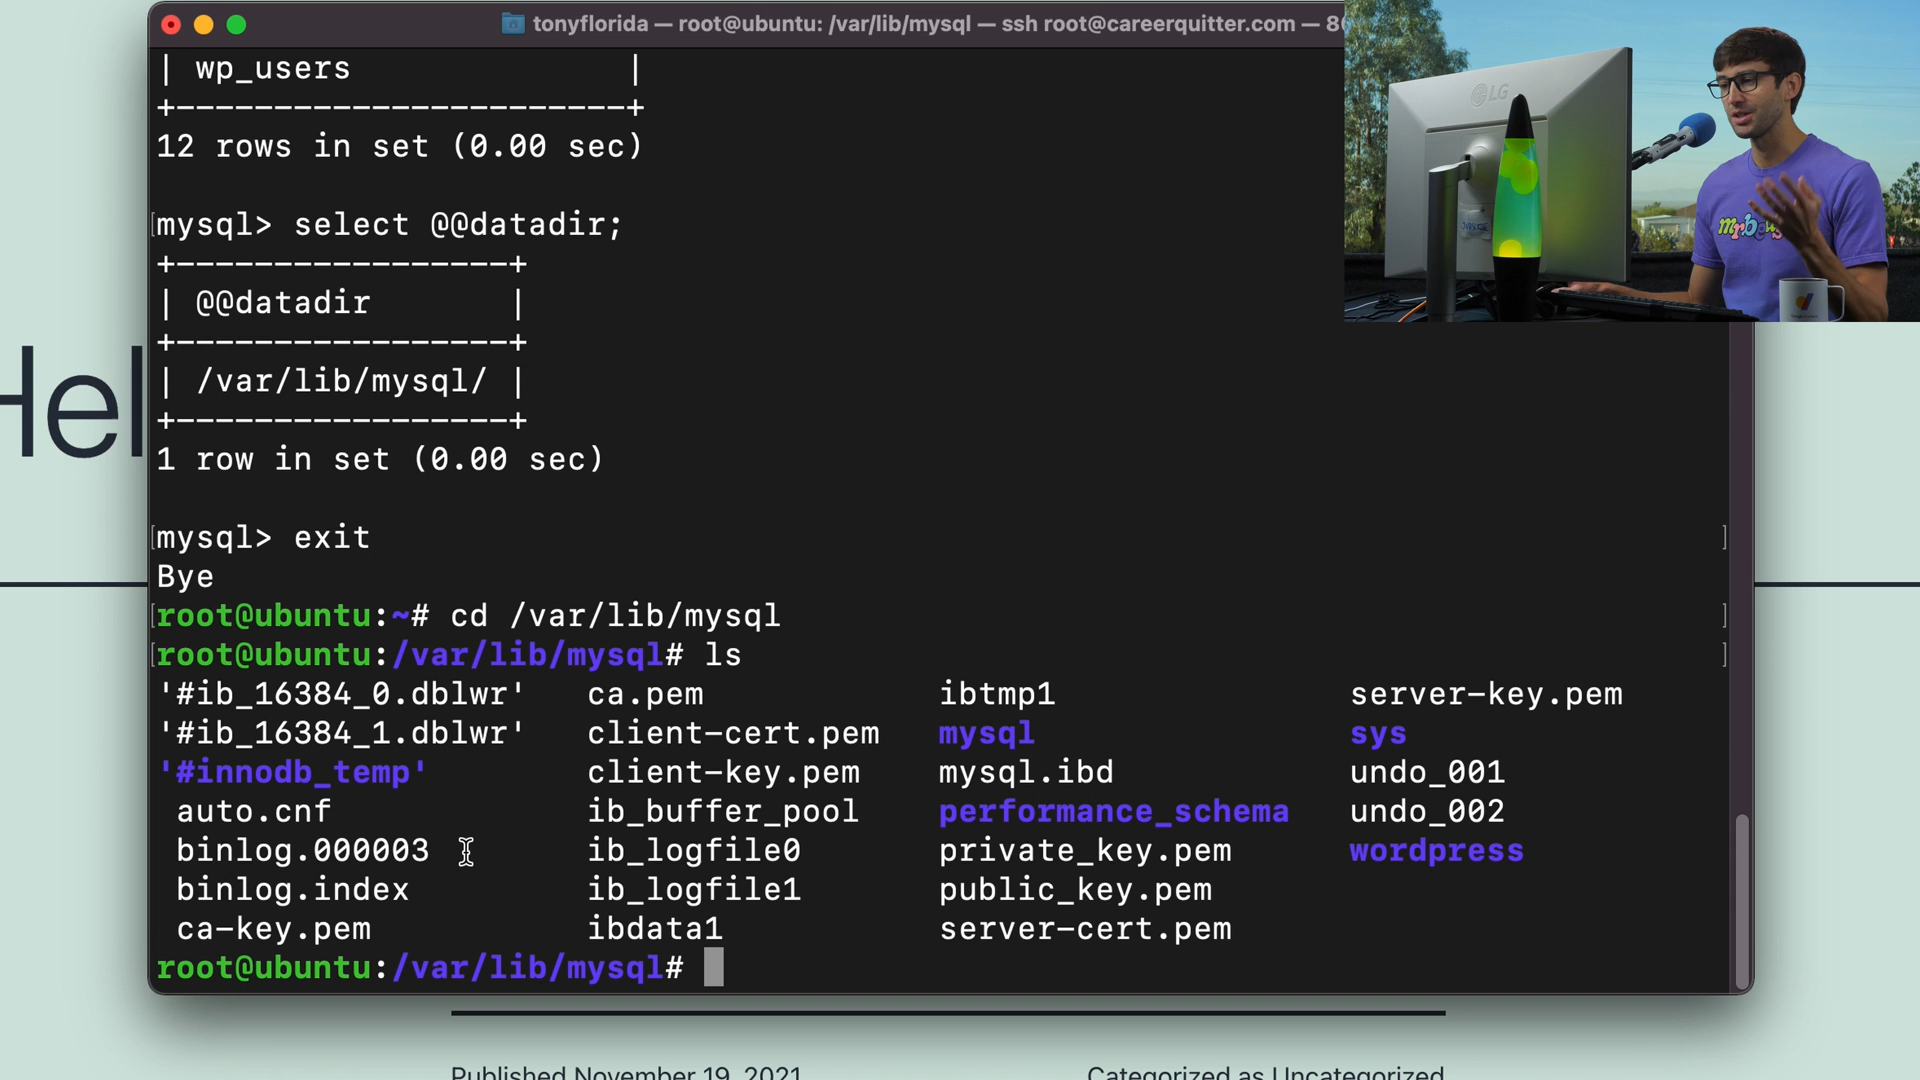 tonyflorida — root@ubuntu: /var/lib/mysql — ssh root@careerquitter.com — 8
| wp_users |
+------------------------+
12 rows in set (0.00 sec)
[mysql> select @@datadir;
+-----------------+
| @@datadir |
+-----------------+
| /var/lib/mysql/ |
+-----------------+
1 row in set (0.00 sec)
[mysql> exit ]
Bye
[root@ubuntu:~# cd /var/lib/mysql ]
[root@ubuntu:/var/lib/mysql# ls ]
'#ib_16384_0.dblwr' ca.pem ibtmp1 server-key.pem
'#ib_16384_1.dblwr' client-cert.pem mysql sys
'#innodb_temp' client-key.pem mysql.ibd undo_001
auto.cnf ib_buffer_pool performance_schema undo_002
binlog.000003 ib_logfile0 private_key.pem wordpress
binlog.index ib_logfile1 public_key.pem
ca-key.pem ibdata1 server-cert.pem
root@ubuntu:/var/lib/mysql#
Hel
Published November 19, 2021 Categorized as Uncategorized
LG